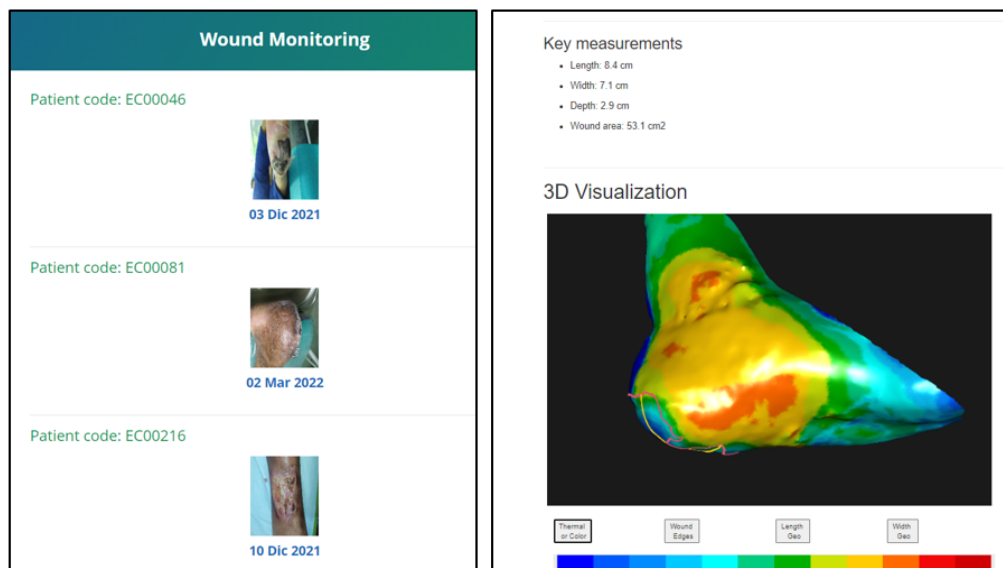 Wound Monitoring
Patient code: EC00046
03 Dic 2021
Patient code: EC00081
02 Mar 2022
Patient code: EC00216
10 Dic 2021
Key measurements
Length: 8.4 cm
Width: 7.1 cm
Depth: 2.9 cm
Wound area: 53.1 cm2
3D Visualization
Thermal
or Color
Wound
Edges
Length
Geo
Width
Geo